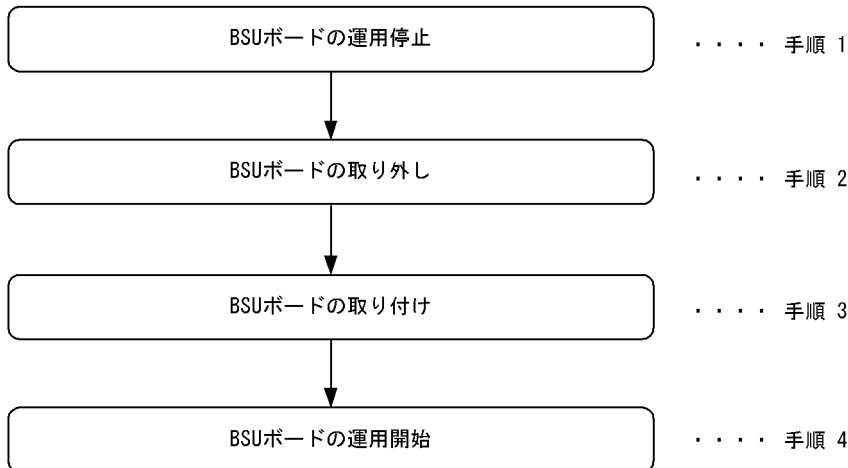 BSUボードの運用停止 ・・・・ 手順 1
BSUボードの取り外し ・・・・ 手順 2
BSUボードの取り付け ・・・・ 手順 3
BSUボードの運用開始 ・・・・ 手順 4